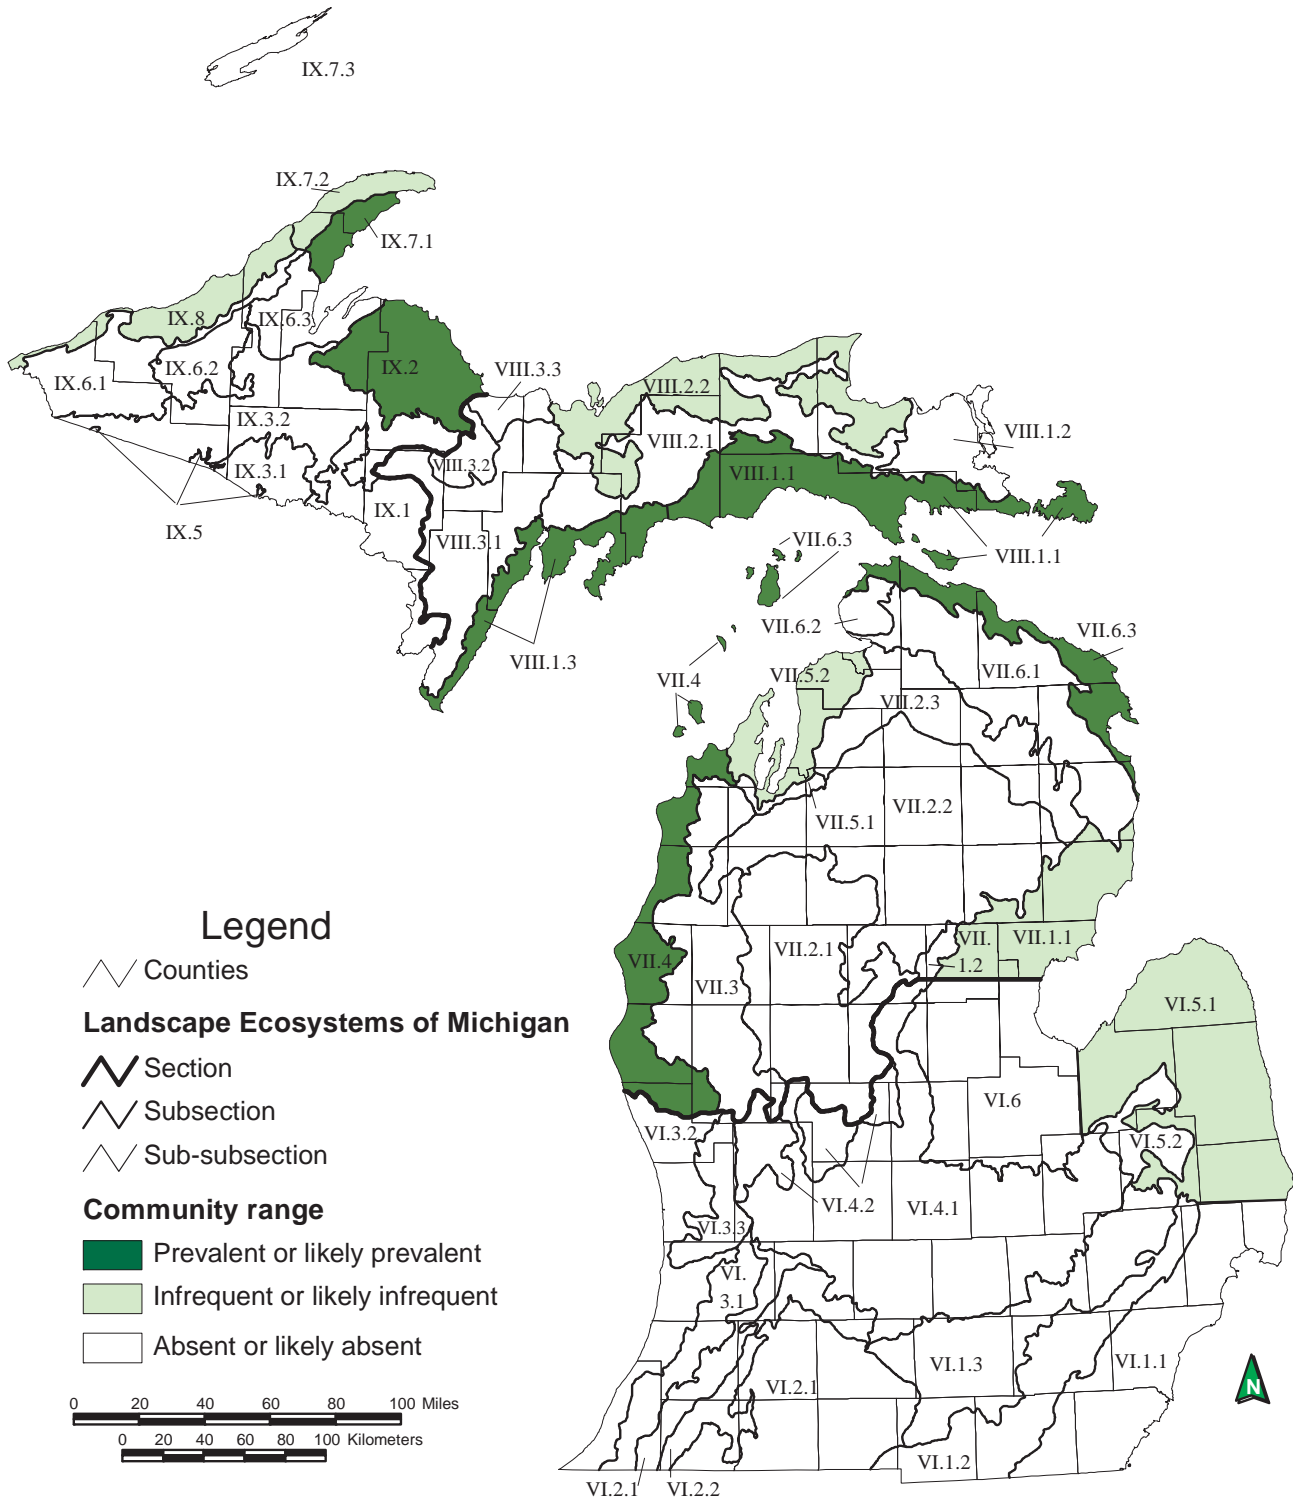 IX.7.3
IX.7.2
IX.7.1
IX.8
IX.6.3
IX.6.2
IX.6.1
IX.2
VIII.3.3
VIII.2.2
IX.3.2
VIII.2.1
VIII.1.2
IX.3.1
VIII.3.2
VIII.1.1
IX.1
IX.5
VIII.3.1
VII.6.3
VIII.1.1
VII.6.2
VII.6.3
VIII.1.3
VII.6.1
VII.4
VII.5.2
VII.2.3
VII.2.2
VII.5.1
VII.4
VII.3
VII.2.1
VII.
1.2
VII.1.1
VI.5.1
VI.6
VI.3.2
VI.5.2
VI.4.2
VI.4.1
VI.3.3
VI.
3.1
VI.1.3
VI.1.1
VI.2.1
VI.1.2
VI.2.1
VI.2.2
Legend
Counties
Landscape Ecosystems of Michigan
Section
Subsection
Sub-subsection
Community range
Prevalent or likely prevalent
Infrequent or likely infrequent
Absent or likely absent
0 20 40 60 80 100 Miles
0 20 40 60 80 100 Kilometers
N